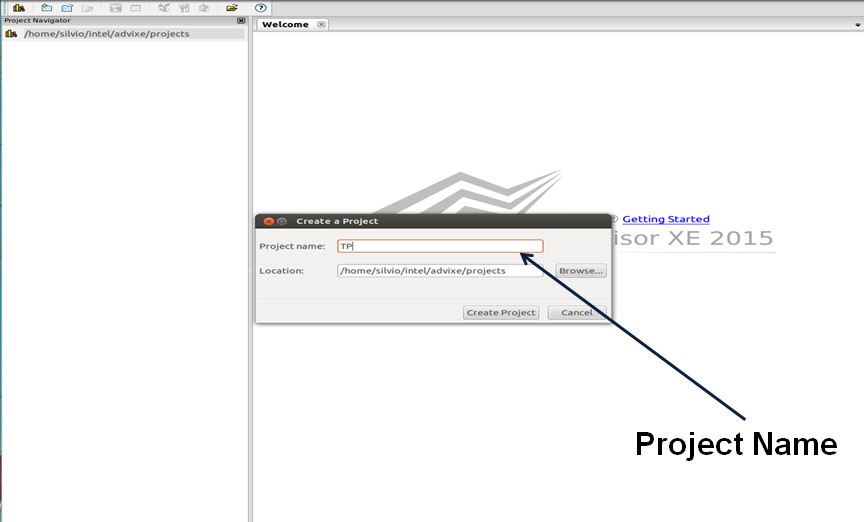 Project Navigator
/home/silvio/intel/advixe/projects
Welcome
Getting Started
isor XE 2015
Create a Project
Project name: TP
Location: /home/silvio/intel/advixe/projects Browse...
Create Project Cancel
Project Name